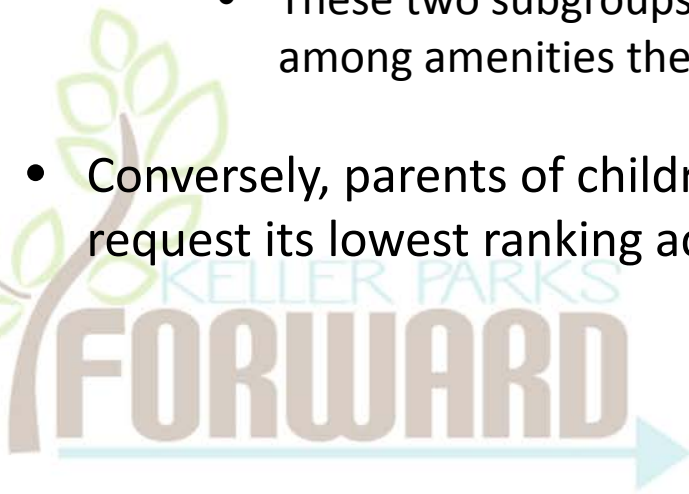 • These two subgroups
among amenities the
• Conversely, parents of childr
request its lowest ranking ac
KELLER PARKS
FORWARD